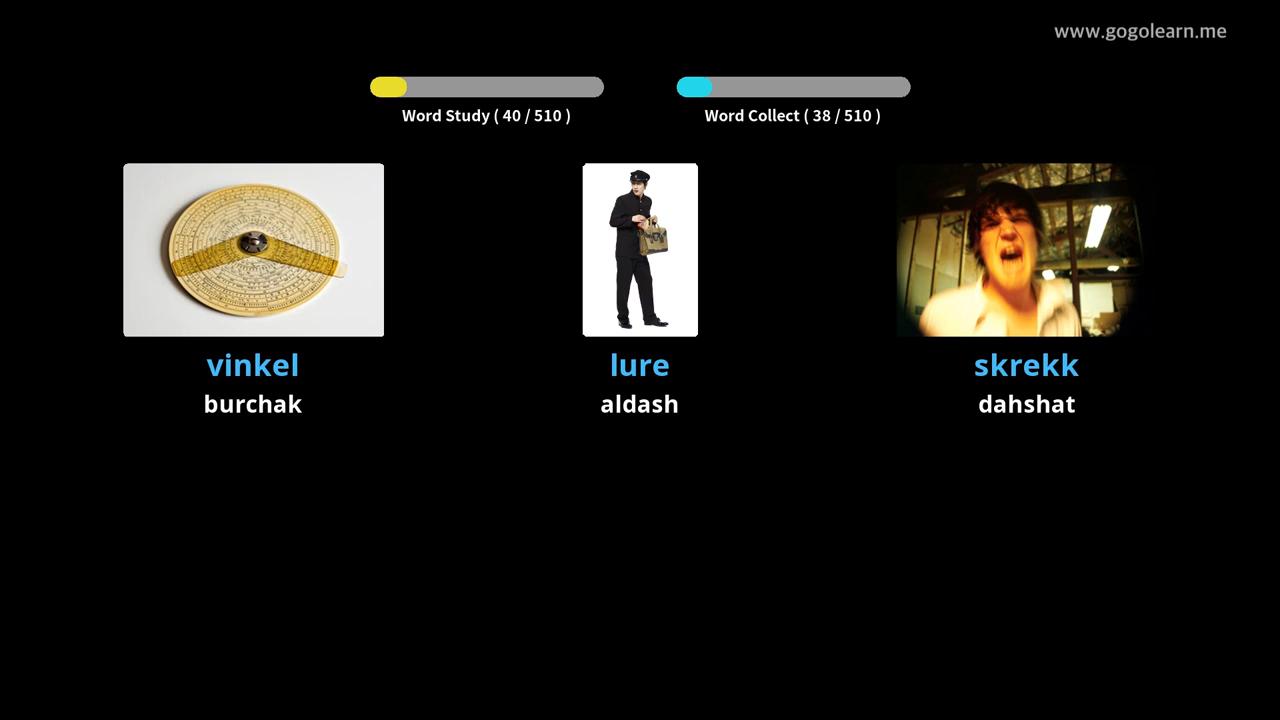 www.gogolearn.me
Word Study ( 40 / 510 )
Word Collect ( 38 / 510 )
vinkel
burchak
lure
aldash
skrekk
dahshat